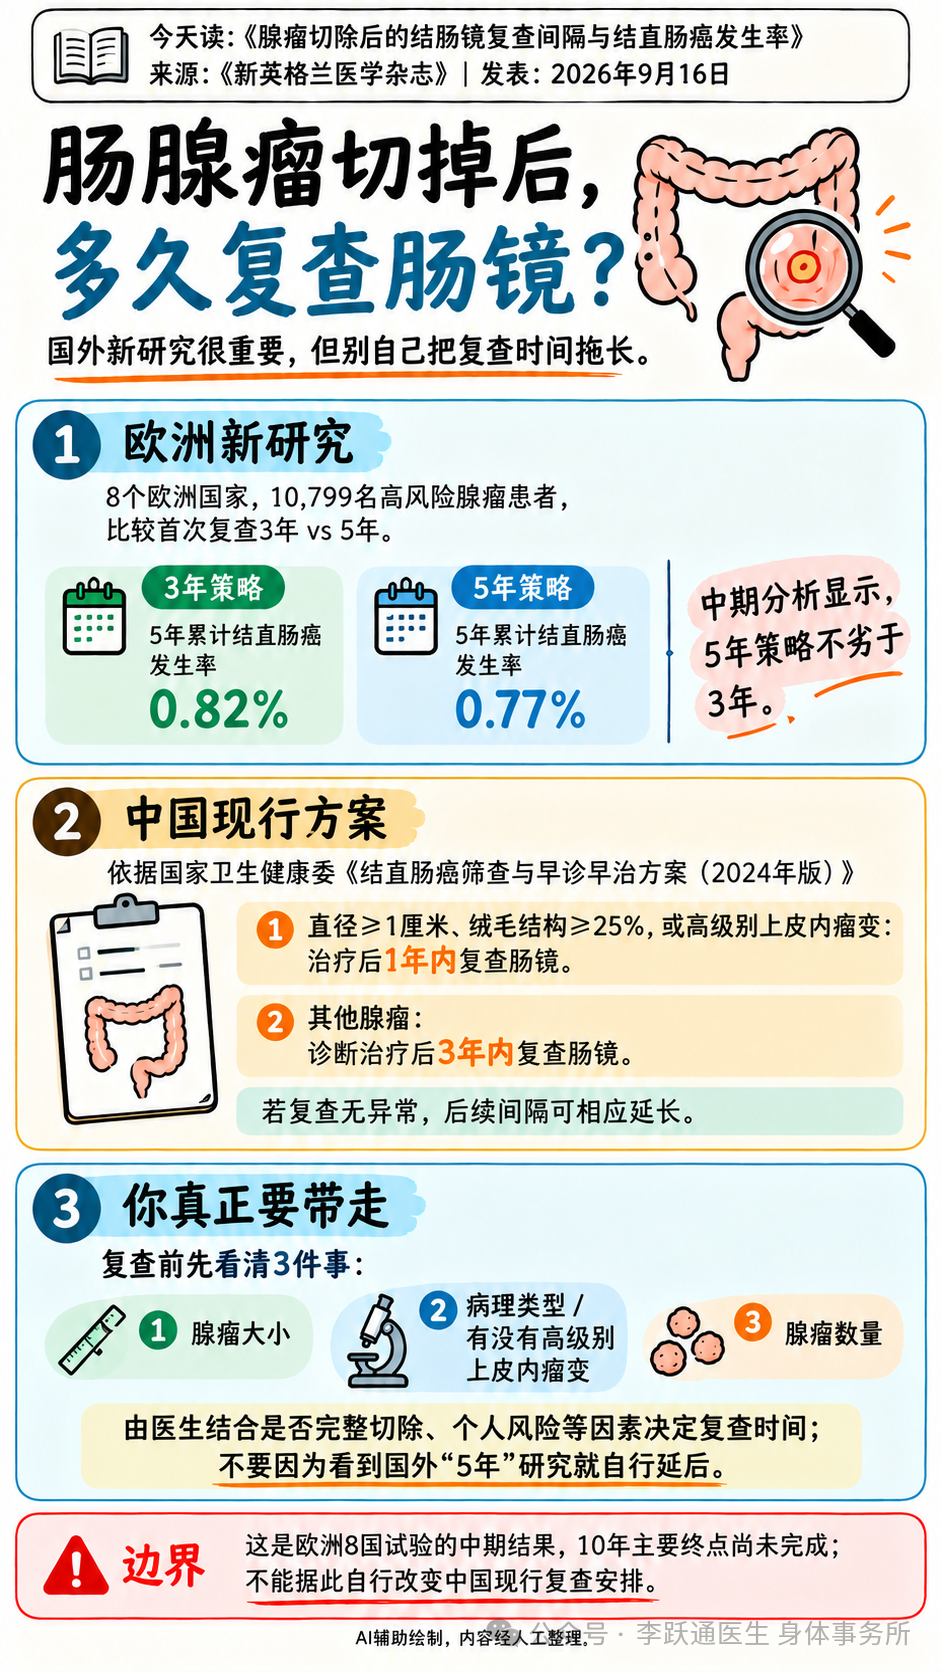 今天读：《腺瘤切除后的结肠镜复查间隔与结直肠癌发生率》
来源：《新英格兰医学杂志》｜发表：2026年9月16日
肠腺瘤切掉后，
多久复查肠镜？
国外新研究很重要，但别自己把复查时间拖长。
1 欧洲新研究
8个欧洲国家，10,799名高风险腺瘤患者，
比较首次复查3年 vs 5年。
3年策略
5年累计结直肠癌
发生率
0.82%
5年策略
5年累计结直肠癌
发生率
0.77%
中期分析显示，
5年策略不劣于
3年。
2 中国现行方案
依据国家卫生健康委《结直肠癌筛查与早诊早治方案（2024年版）》
1 直径≥1厘米、绒毛结构≥25%，或高级别上皮内瘤变：
治疗后1年内复查肠镜。
2 其他腺瘤：
诊断治疗后3年内复查肠镜。
若复查无异常，后续间隔可相应延长。
3 你真正要带走
复查前先看清3件事：
1 腺瘤大小
2 病理类型 /
有没有高级别
上皮内瘤变
3 腺瘤数量
由医生结合是否完整切除、个人风险等因素决定复查时间；
不要因为看到国外“5年”研究就自行延后。
边界
这是欧洲8国试验的中期结果，10年主要终点尚未完成；
不能据此自行改变中国现行复查安排。
AI辅助绘制，内容经人工整理。
公众号 · 李跃通医生 身体事务所